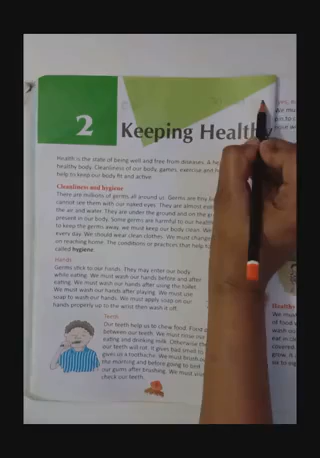 2
Keeping Healthy
Health is the state of being well and free from diseases. A
healthy body. Cleanliness of our body, games, exercise and
help to keep our body fit and active.
Cleanliness and hygiene
There are millions of germs all around us. Germs are tiny
cannot see them with our naked eyes. They are almost
the air and water. They are under the ground and on the
present in our body. Some germs are harmful to our
to keep the germs away, we must keep our body clean.
every day. We should wear clean clothes. We must change
on reaching home. The conditions or practices that help
called hygiene.
Hands
Germs stick to our hands. They may enter our body
while eating. We must wash our hands before and after
eating. We must wash our hands after using the toilet.
We must wash our hands after playing. We must use
soap to wash our hands. We must apply soap on our
hands properly up to the wrist then wash it off.
Teeth
Our teeth help us to chew food. Food
between our teeth. We must rinse our
eating and drinking milk. Otherwise
our teeth will rot. It gives bad smell
gives us a toothache. We must brush
the morning and before going to bed
our gums after brushing. We must
check our teeth.